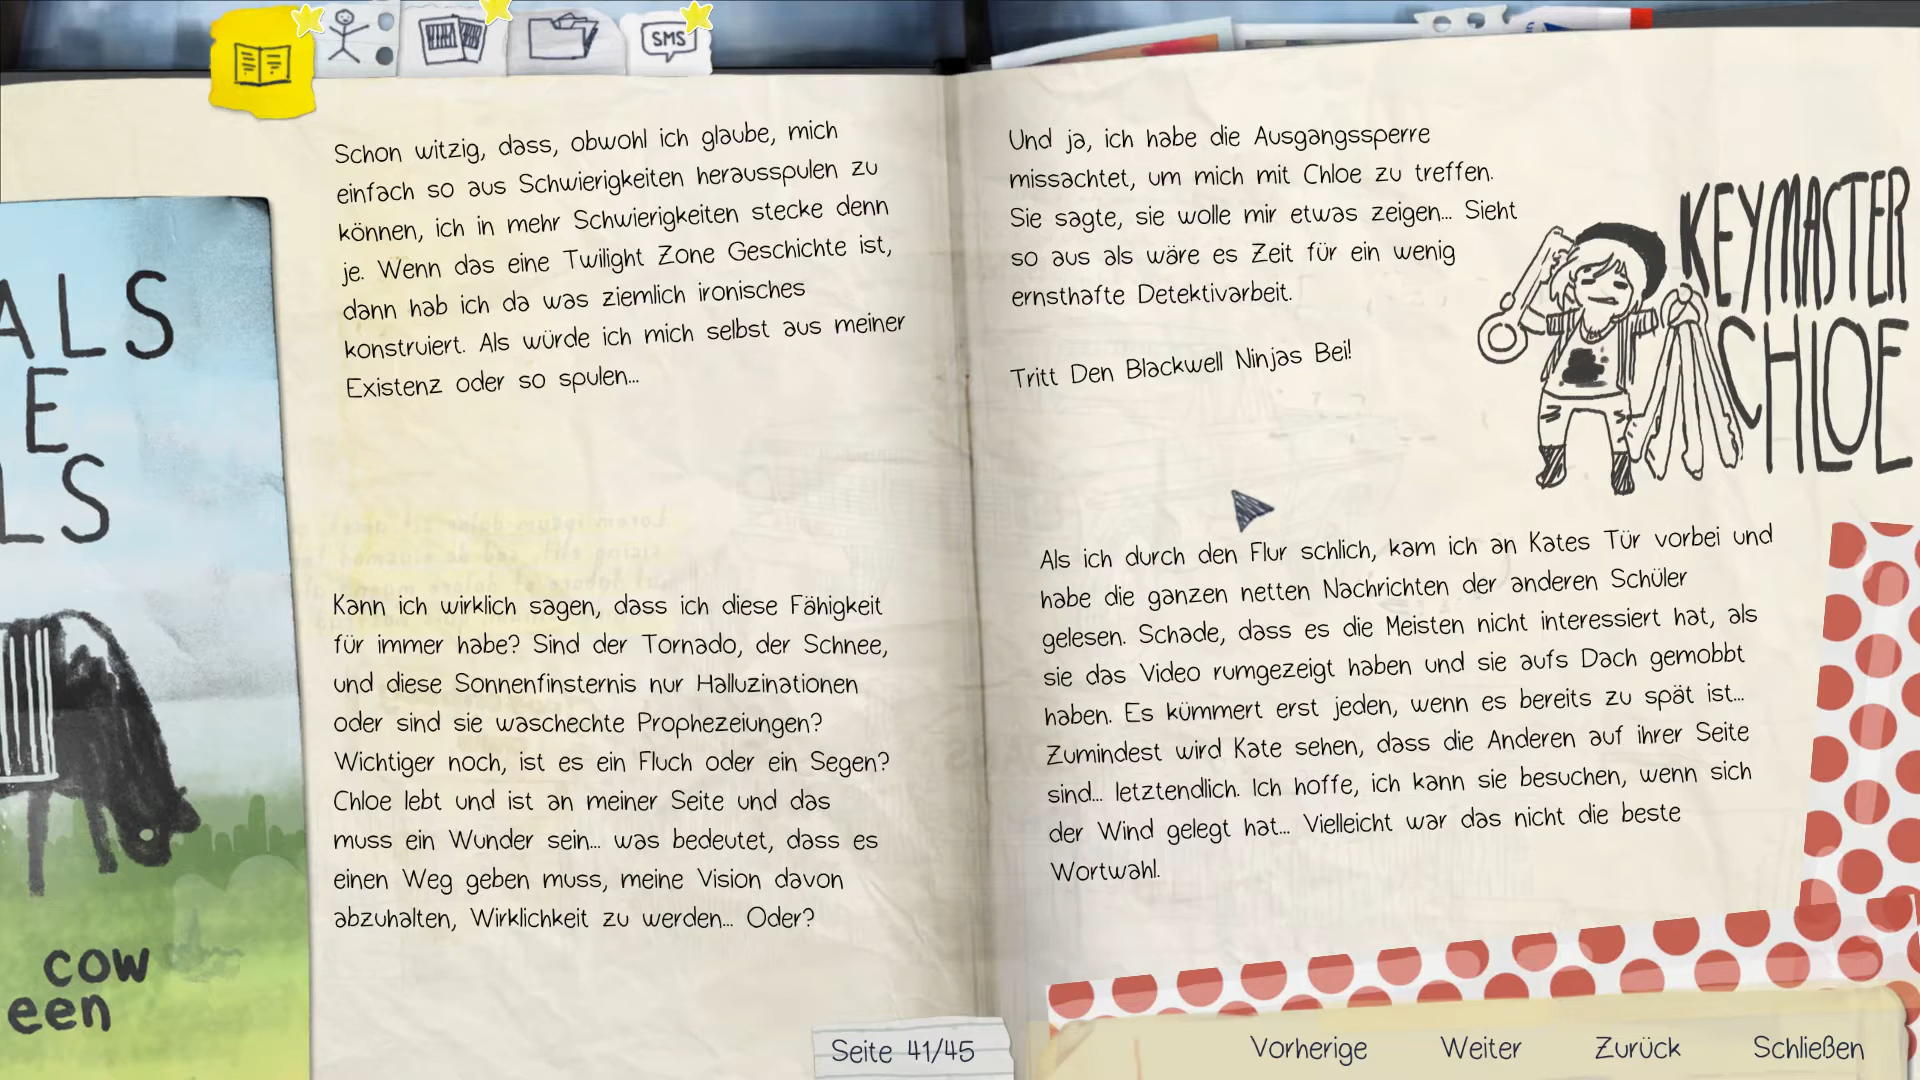 SMS
ALS
E
LS
cow
een
Schon witzig, dass, obwohl ich glaube, mich
einfach so aus Schwierigkeiten herausspulen zu
können, ich in mehr Schwierigkeiten stecke denn
je. Wenn das eine Twilight Zone Geschichte ist,
dann hab ich da was ziemlich ironisches
konstruiert. Als würde ich mich selbst aus meiner
Existenz oder so spulen...
Kann ich wirklich sagen, dass ich diese Fähigkeit
für immer habe? Sind der Tornado, der Schnee,
und diese Sonnenfinsternis nur Halluzinationen
oder sind sie waschechte Prophezeiungen?
Wichtiger noch, ist es ein Fluch oder ein Segen?
Chloe lebt und ist an meiner Seite und das
muss ein Wunder sein... was bedeutet, dass es
einen Weg geben muss, meine Vision davon
abzuhalten, Wirklichkeit zu werden... Oder?
Und ja, ich habe die Ausgangssperre
missachtet, um mich mit Chloe zu treffen.
Sie sagte, sie wolle mir etwas zeigen... Sieht
so aus als wäre es Zeit für ein wenig
ernsthafte Detektivarbeit.
Tritt Den Blackwell Ninjas Bei!
KEYMASTER
CHLOE
Als ich durch den Flur schlich, kam ich an Kates Tür vorbei und
habe die ganzen netten Nachrichten der anderen Schüler
gelesen. Schade, dass es die Meisten nicht interessiert hat, als
sie das Video rumgezeigt haben und sie aufs Dach gemobbt
haben. Es kümmert erst jeden, wenn es bereits zu spät ist...
Zumindest wird Kate sehen, dass die Anderen auf ihrer Seite
sind... letztendlich. Ich hoffe, ich kann sie besuchen, wenn sich
der Wind gelegt hat... Vielleicht war das nicht die beste
Wortwahl.
Seite 41/45
Vorherige Weiter Zurück Schließen